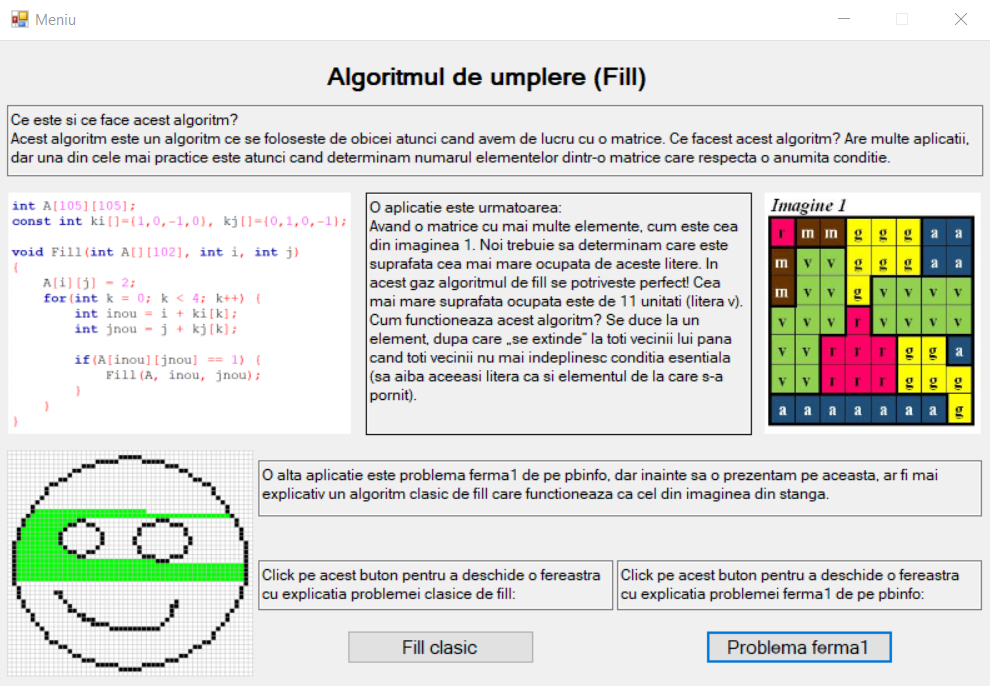 Meniu
Algoritmul de umplere (Fill)
Ce este si ce face acest algoritm?
Acest algoritm este un algoritm ce se foloseste de obicei atunci cand avem de lucru cu o matrice. Ce facest acest algoritm? Are multe aplicatii,
dar una din cele mai practice este atunci cand determinam numarul elementelor dintr-o matrice care respecta o anumita conditie.
int A[105][105];
const int ki[]={1,0,-1,0}, kj[]={0,1,0,-1};
void Fill(int A[][102], int i, int j)
{
A[i][j] = 2;
for(int k = 0; k < 4; k++) {
int inou = i + ki[k];
int jnou = j + kj[k];
if(A[inou][jnou] == 1) {
Fill(A, inou, jnou);
}
}
}
O aplicatie este urmatoarea:
Avand o matrice cu mai multe elemente, cum este cea
din imaginea 1. Noi trebuie sa determinam care este
suprafata cea mai mare ocupata de aceste litere. In
acest gaz algoritmul de fill se potriveste perfect! Cea
mai mare suprafata ocupata este de 11 unitati (litera v).
Cum functioneaza acest algoritm? Se duce la un
element, dupa care „se extinde” la toti vecinii lui pana
cand toti vecinii nu mai indeplinesc conditia esentiala
(sa aiba aceeasi litera ca si elementul de la care s-a
pornit).
Imagine 1
r m m g g g a a
m v v g g g a a
m v v g v v v v
v v v r v v v v
v v r r r g g a
v v r r r g g g
a a a a a a a g
O alta aplicatie este problema ferma1 de pe pbinfo, dar inainte sa o prezentam pe aceasta, ar fi mai
explicativ un algoritm clasic de fill care functioneaza ca cel din imaginea din stanga.
Click pe acest buton pentru a deschide o fereastra
cu explicatia problemei clasice de fill:
Click pe acest buton pentru a deschide o fereastra
cu explicatia problemei ferma1 de pe pbinfo:
Fill clasic
Problema ferma1